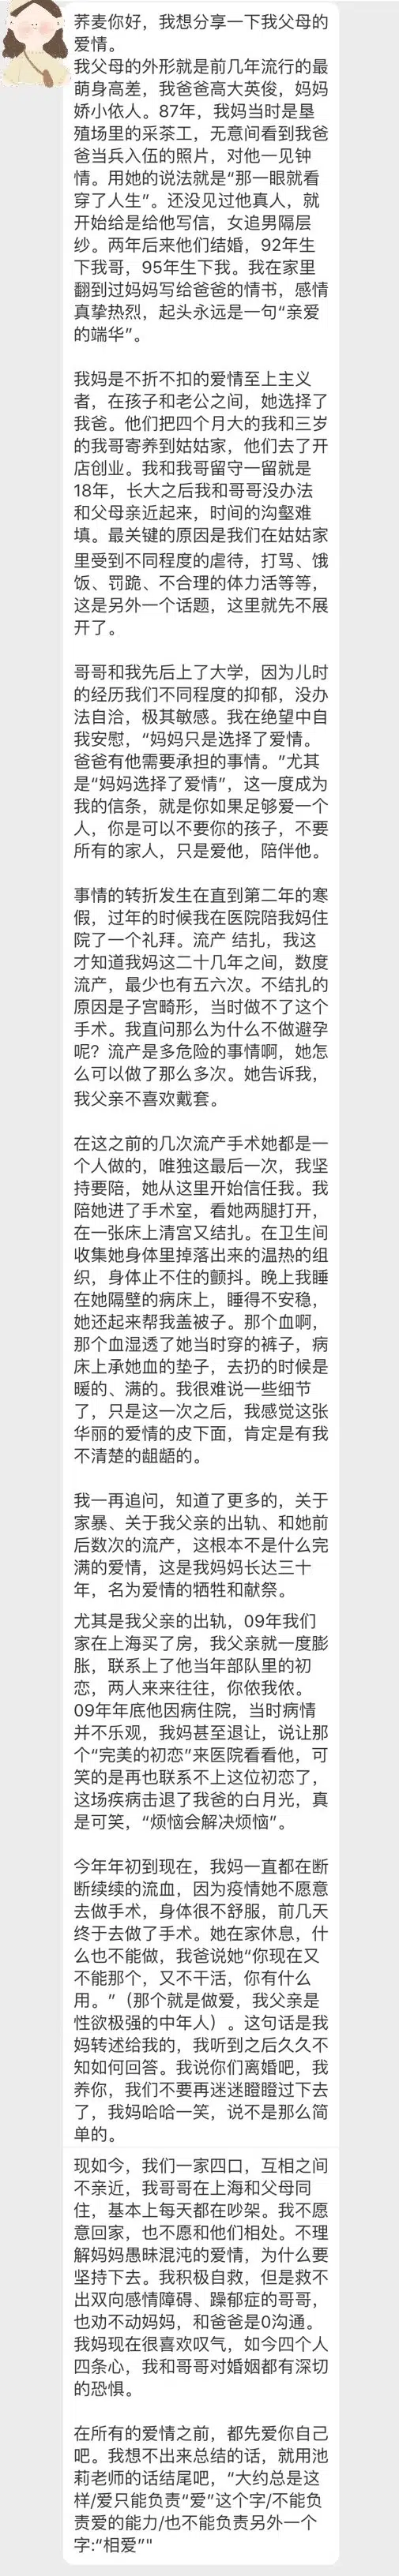 荞麦你好，我想分享一下我父母的
爱情。
我父母的外形就是前几年流行的最
萌身高差，我爸爸高大英俊，妈妈
娇小依人。87年，我妈当时是垦
殖场里的采茶工，无意间看到我爸
爸当兵入伍的照片，对他一见钟
情。用她的说法就是“那一眼就看
穿了人生”。还没见过他真人，就
开始给是给他写信，女追男隔层
纱。两年后来他们结婚，92年生
下我哥，95年生下我。我在家里
翻到过妈妈写给爸爸的情书，感情
真挚热烈，起头永远是一句“亲爱
的端华”。
我妈是不折不扣的爱情至上主义
者，在孩子和老公之间，她选择了
我爸。他们把四个月大的我和三岁
的我哥寄养到姑姑家，他们去了开
店创业。我和我哥留守一留就是
18年，长大之后我和哥哥没办法
和父母亲近起来，时间的沟壑难
填。最关键的原因是我们在姑姑家
里受到不同程度的虐待，打骂、饿
饭、罚跪、不合理的体力活等等，
这是另外一个话题，这里就先不展
开了。
哥哥和我先后上了大学，因为儿时
的经历我们不同程度的抑郁，没办
法自洽，极其敏感。我在绝望中自
我安慰，“妈妈只是选择了爱情。
爸爸有他需要承担的事情。”尤其
是“妈妈选择了爱情”，这一度成为
我的信条，就是你如果足够爱一个
人，你是可以不要你的孩子，不要
所有的家人，只是爱他，陪伴他。
事情的转折发生在直到第二年的寒
假，过年的时候我在医院陪我妈住
院了一个礼拜。流产 结扎，我这
才知道我妈这二十几年之间，数度
流产，最少也有五六次。不结扎的
原因是子宫畸形，当时做不了这个
手术。我直问那么为什么不做避孕
呢？流产是多危险的事情啊，她怎
么可以做了那么多次。她告诉我，
我父亲不喜欢戴套。
在这之前的几次流产手术她都是一
个人做的，唯独这最后一次，我坚
持要陪，她从这里开始信任我。我
陪她进了手术室，看她两腿打开，
在一张床上清宫又结扎。在卫生间
收集她身体里掉落出来的温热的组
织，身体止不住的颤抖。晚上我睡
在她隔壁的病床上，睡得不安稳，
她还起来帮我盖被子。那个血啊，
那个血湿透了她当时穿的裤子，病
床上承她血的垫子，去扔的时候是
暖的、满的。我很难说一些细节
了，只是这一次之后，我感觉这张
华丽的爱情的皮下面，肯定是有我
不清楚的龃龉的。
我一再追问，知道了更多的，关于
家暴、关于我父亲的出轨、和她前
后数次的流产，这根本不是什么完
满的爱情，这是我妈妈长达三十
年，名为爱情的牺牲和献祭。
尤其是我父亲的出轨，09年我们
家在上海买了房，我父亲就一度膨
胀，联系上了他当年部队里的初
恋，两人来来往往，你侬我侬。
09年年底他因病住院，当时病情
并不乐观，我妈甚至退让，说让那
个“完美的初恋”来医院看看他，可
笑的是再也联系不上这位初恋了，
这场疾病击退了我爸的白月光，真
是可笑，“烦恼会解决烦恼”。
今年年初到现在，我妈一直都在断
断续续的流血，因为疫情她不愿意
去做手术，身体很不舒服，前几天
终于去做了手术。她在家休息，什
么也不能做，我爸说她“你现在又
不能那个，又不干活，你有什么
用。”（那个就是做爱，我父亲是
性欲极强的中年人）。这句话是我
妈转述给我的，我听到之后久久不
知如何回答。我说你们离婚吧，我
养你，我们不要再迷迷瞪瞪过下去
了，我妈哈哈一笑，说不是那么简
单的。
现如今，我们一家四口，互相之间
不亲近，我哥哥在上海和父母同
住，基本上每天都在吵架。我不愿
意回家，也不愿和他们相处。不理
解妈妈愚昧混沌的爱情，为什么要
坚持下去。我积极自救，但是救不
出双向感情障碍、躁郁症的哥哥，
也劝不动妈妈，和爸爸是0沟通。
我妈现在很喜欢叹气，如今四个人
四条心，我和哥哥对婚姻都有深切
的恐惧。
在所有的爱情之前，都先爱你自己
吧。我想不出来总结的话，就用池
莉老师的话结尾吧，“大约总是这
样/爱只能负责“爱”这个字/不能负
责爱的能力/也不能负责另外一个
字:“相爱”"